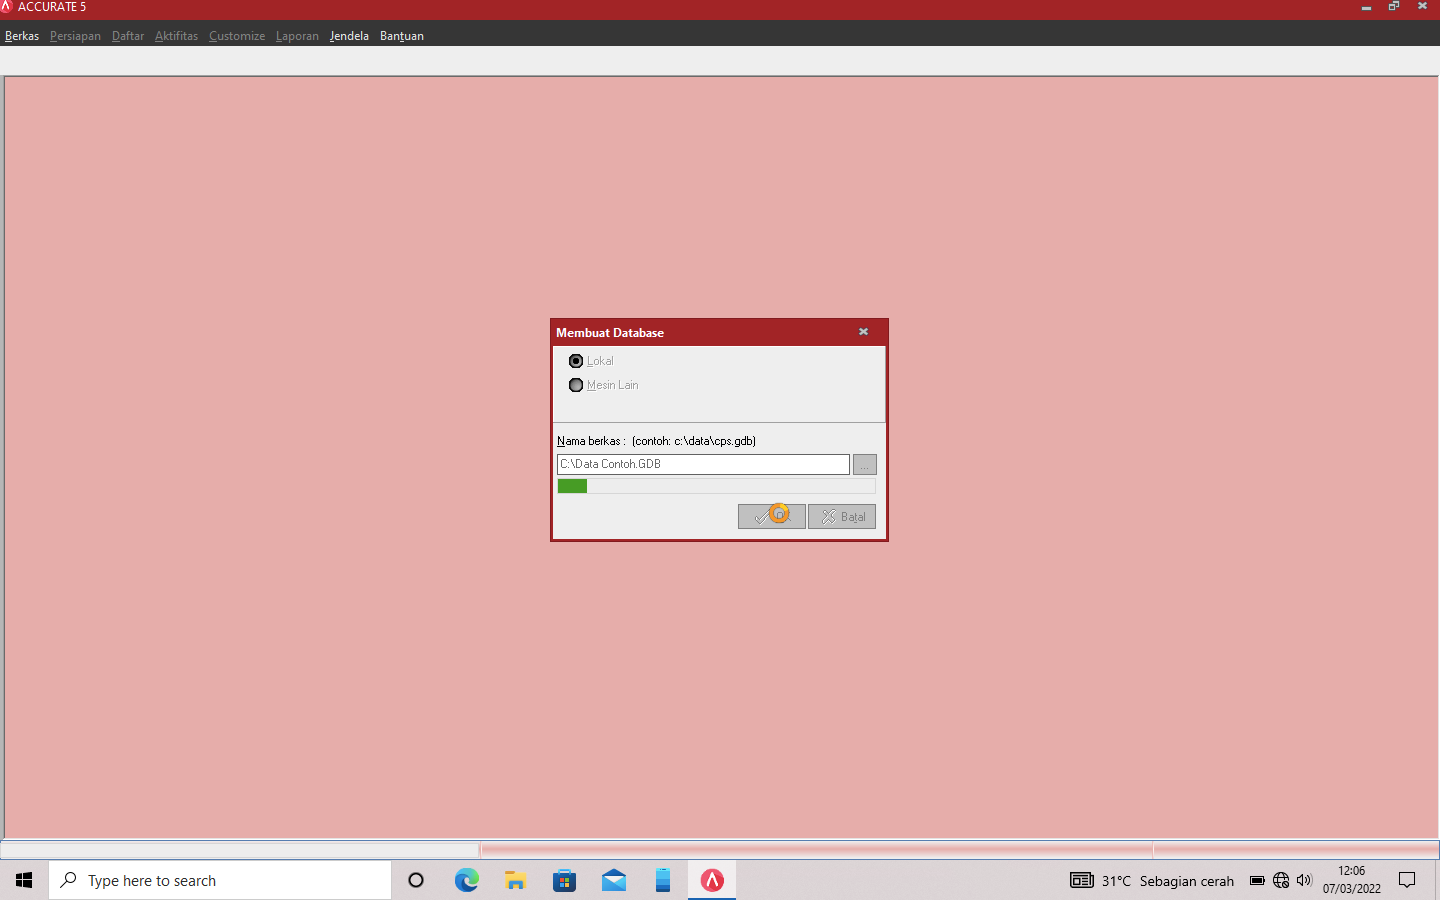 ACCURATE 5
Berkas Persiapan Daftar Aktifitas Customize Laporan Jendela Bantuan
Membuat Database
Lokal
Mesin Lain
Nama berkas : (contoh: c:\data\cps.gdb)
C:\Data Contoh.GDB
...
Batal
Type here to search
31°C Sebagian cerah
12:06
07/03/2022